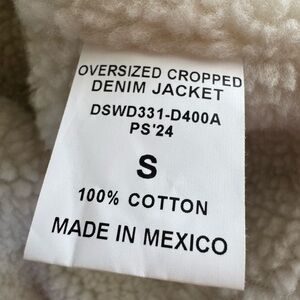 OVERSIZED CROPPED
DENIM JACKET
DSWD331-D400A
PS'24
S
100% COTTON
MADE IN MEXICO